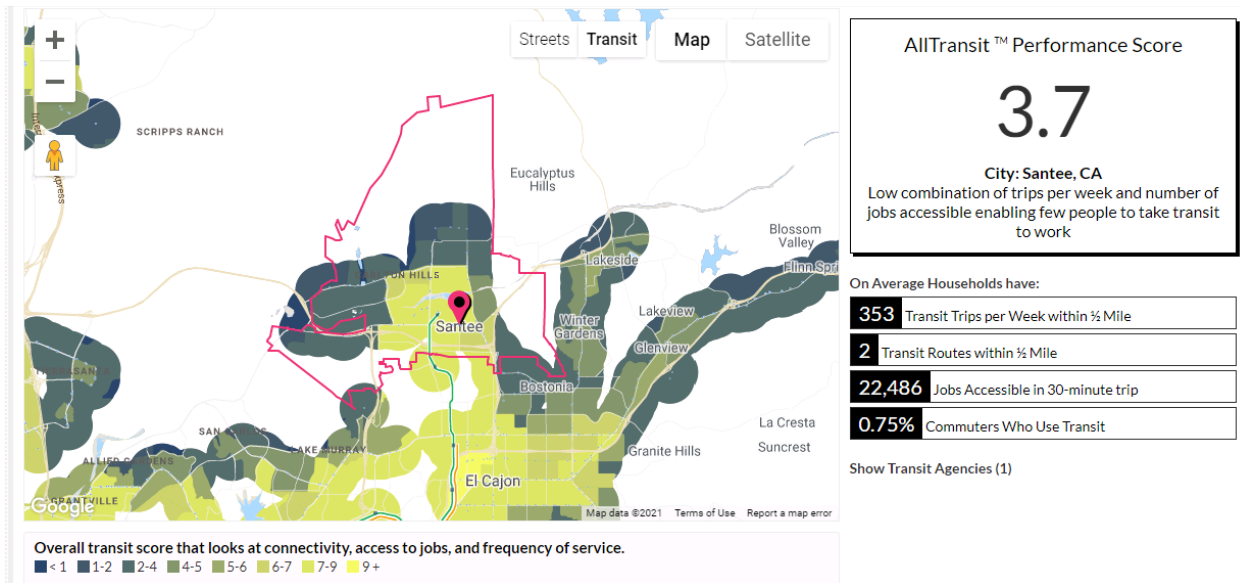 +
−
Streets Transit Map Satellite
SCRIPPS RANCH
Eucalyptus
Hills
Blossom
Valley
Lakeside
Flinn Spri
Santee
Winter
Gardens
Lakeview
Glenview
Bostonia
LAKE MURRAY
La Cresta
Suncrest
Granite Hills
El Cajon
GRANTVILLE
Google
Map data ©2021 Terms of Use Report a map error
Overall transit score that looks at connectivity, access to jobs, and frequency of service.
< 1 1-2 2-4 4-5 5-6 6-7 7-9 9 +
AllTransit ™ Performance Score
3.7
City: Santee, CA
Low combination of trips per week and number of
jobs accessible enabling few people to take transit
to work
On Average Households have:
353 Transit Trips per Week within ½ Mile
2 Transit Routes within ½ Mile
22,486 Jobs Accessible in 30-minute trip
0.75% Commuters Who Use Transit
Show Transit Agencies (1)